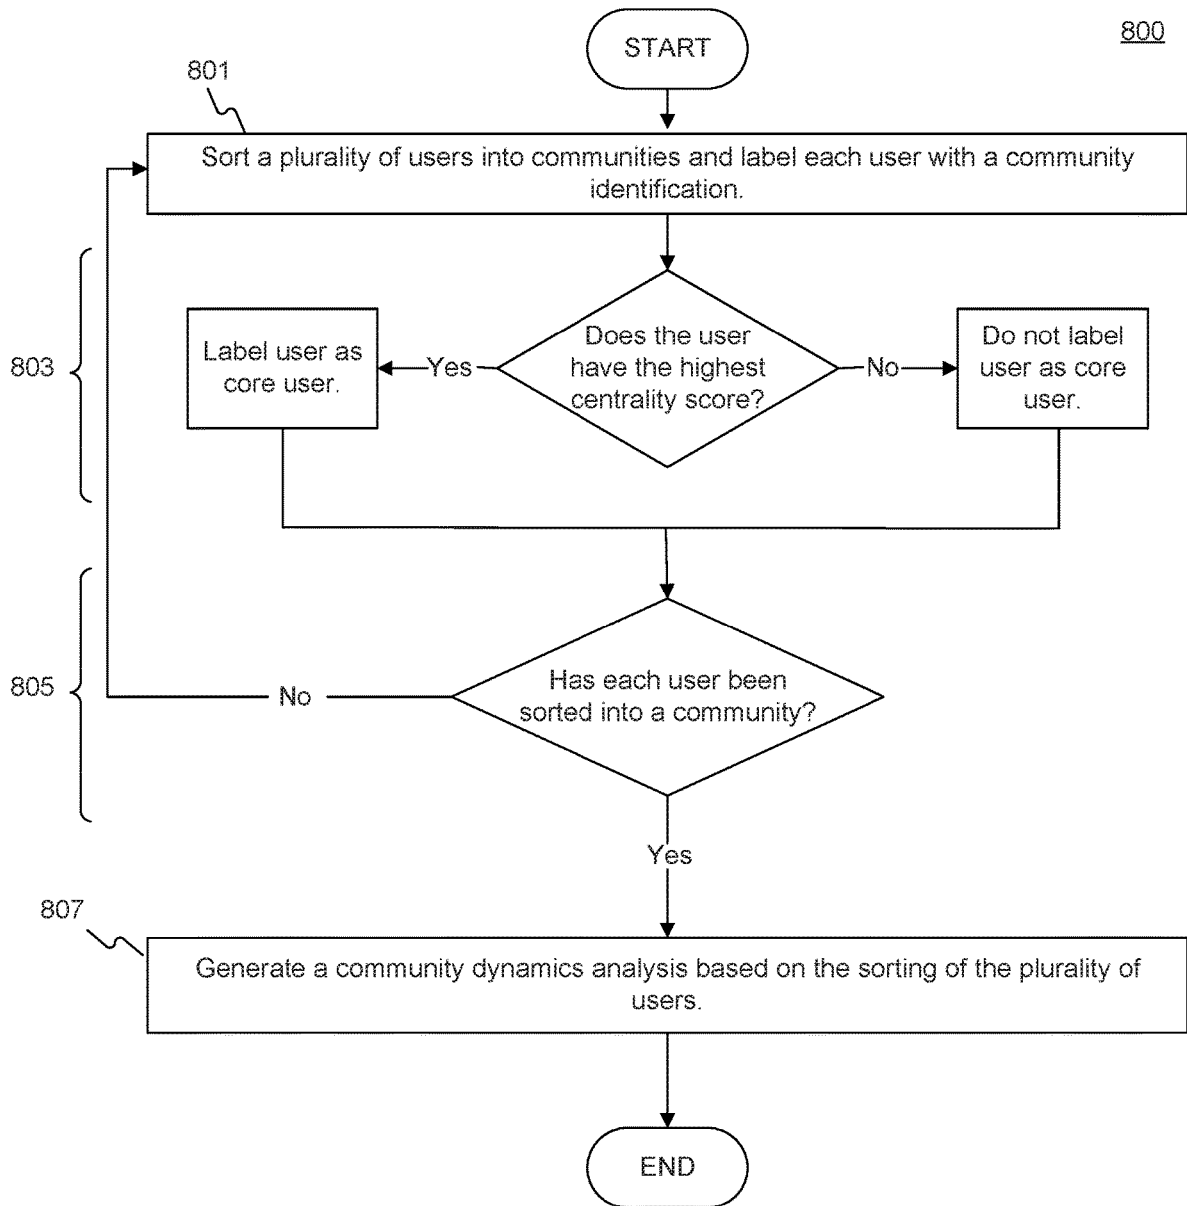 START
800
801
Sort a plurality of users into communities and label each user with a community
identification.
803
Label user as
core user.
Yes
Does the user
have the highest
centrality score?
No
Do not label
user as core
user.
805
No
Has each user been
sorted into a community?
Yes
807
Generate a community dynamics analysis based on the sorting of the plurality of
users.
END